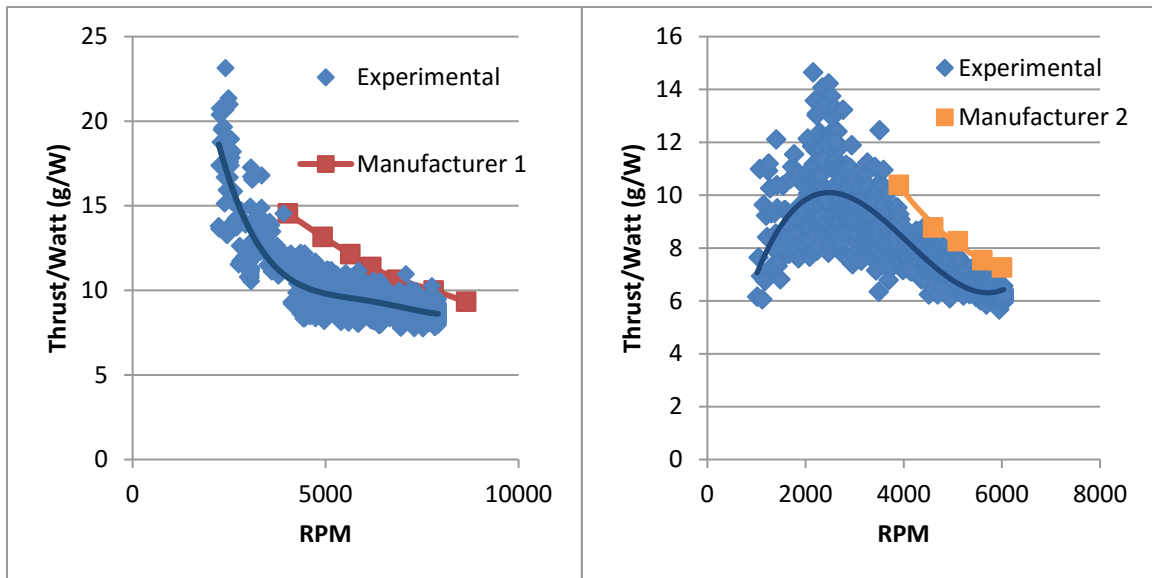 25
20
15
10
5
0
0
5000
10000
Thrust/Watt (g/W)
RPM
Experimental
Manufacturer 1
16
14
12
10
8
6
4
2
0
0
2000
4000
6000
8000
Thrust/Watt (g/W)
RPM
Experimental
Manufacturer 2